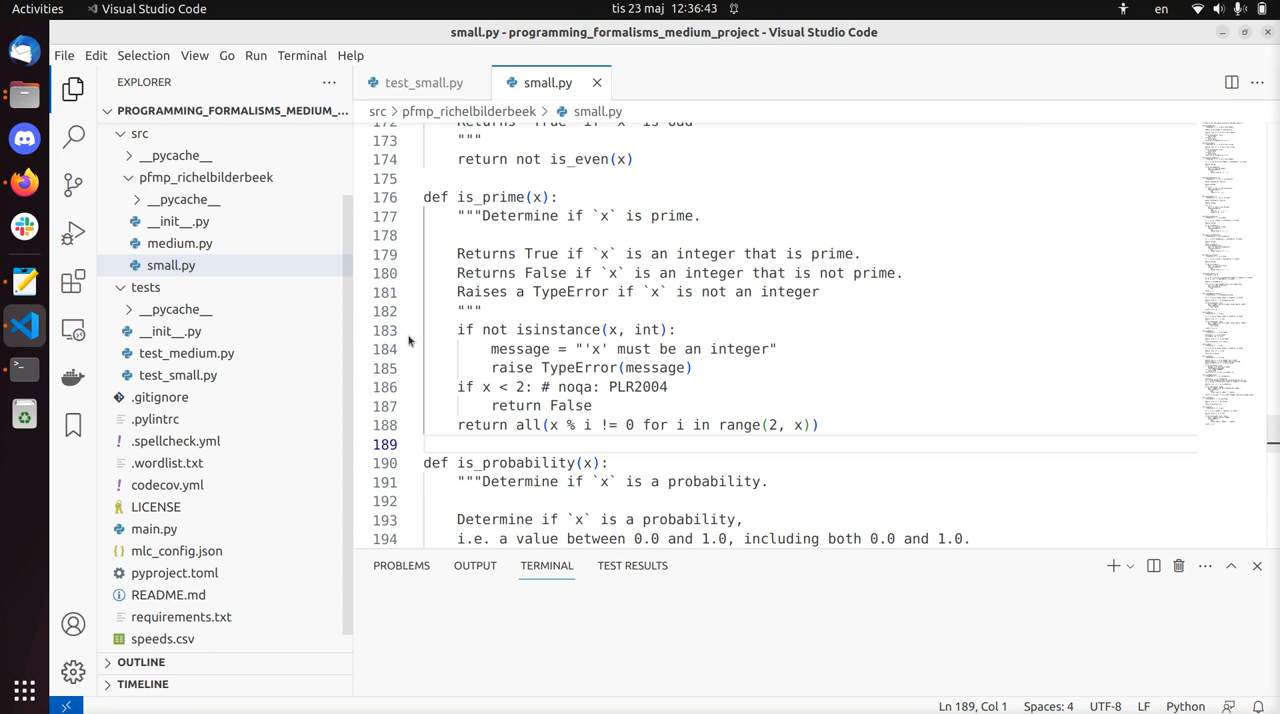 Activities
Visual Studio Code
tis 23 maj 12:36:43
en
small.py - programming_formalisms_medium_project - Visual Studio Code
File Edit Selection View Go Run Terminal Help
EXPLORER
PROGRAMMING_FORMALISMS_MEDIUM_...
src
__pycache__
pfmp_richelbilderbeek
__pycache__
__init__.py
medium.py
small.py
tests
__pycache__
__init__.py
test_medium.py
test_small.py
.gitignore
.pylintrc
.spellcheck.yml
.wordlist.txt
codecov.yml
LICENSE
main.py
mlc_config.json
pyproject.toml
README.md
requirements.txt
speeds.csv
OUTLINE
TIMELINE
test_small.py
small.py
src > pfmp_richelbilderbeek > small.py
172 Returns `True` if `x` is odd
173 """
174 return not is_even(x)
175
176 def is_prime(x):
177 """Determine if `x` is a prime.
178
179 Returns True if `x` is an integer that is prime.
180 Returns False if `x` is an integer that is not prime.
181 Raises a TypeError if `x` is not an integer
182 """
183 if not isinstance(x, int):
184 message = "'x' must be an integer"
185 raise TypeError(message)
186 if x < 2: # noqa: PLR2004
187 return False
188 return all(x % i != 0 for i in range(2, x))
189
190 def is_probability(x):
191 """Determine if `x` is a probability.
192
193 Determine if `x` is a probability,
194 i.e. a value between 0.0 and 1.0, including both 0.0 and 1.0.
PROBLEMS OUTPUT TERMINAL TEST RESULTS
Ln 189, Col 1 Spaces: 4 UTF-8 LF Python